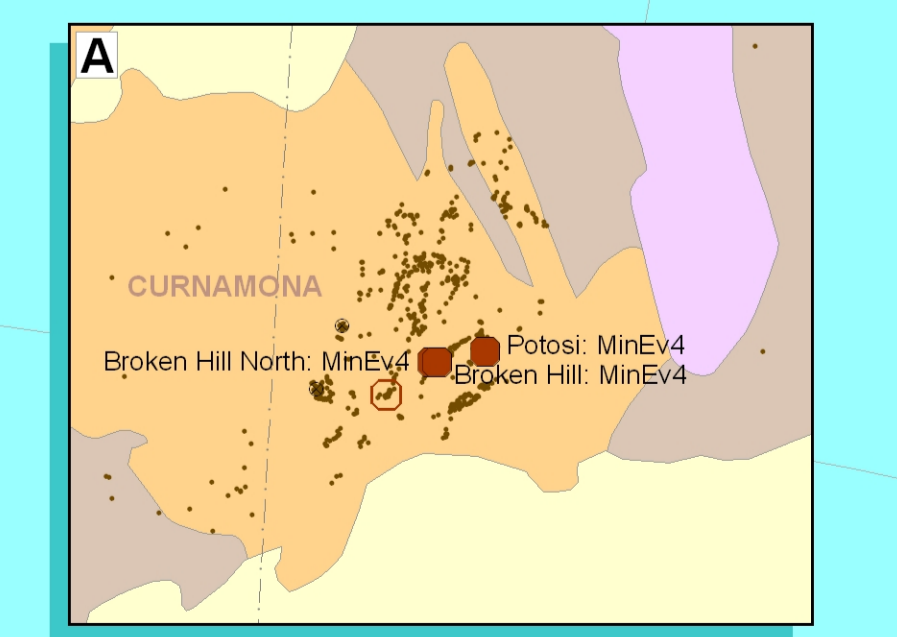 A
CURNAMONA
Potosi: MinEv4
Broken Hill North: MinEv4
Broken Hill: MinEv4